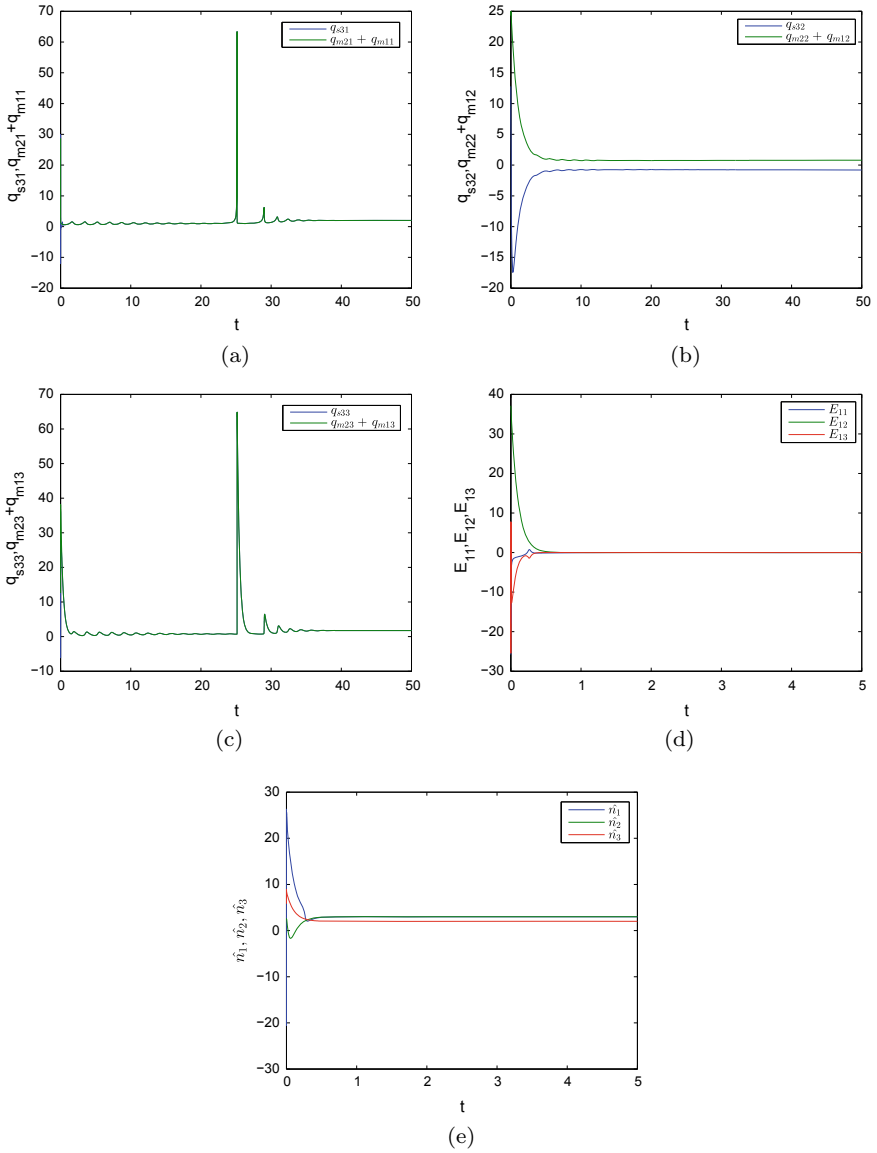 70
60
50
40
30
20
10
0
−10
−20
0 10 20 30 40 50
q_{s31},q_{m21}+q_{m11}
t
q_{s31}
q_{m21} + q_{m11}
(a)
25
20
15
10
5
0
−5
−10
−15
−20
0 10 20 30 40 50
q_{s32},q_{m22}+q_{m12}
t
q_{s32}
q_{m22} + q_{m12}
(b)
70
60
50
40
30
20
10
0
−10
0 10 20 30 40 50
q_{s33},q_{m23}+q_{m13}
t
q_{s33}
q_{m23} + q_{m13}
(c)
40
30
20
10
0
−10
−20
−30
0 1 2 3 4 5
E_{11},E_{12},E_{13}
t
E_{11}
E_{12}
E_{13}
(d)
30
20
10
0
−10
−20
−30
0 1 2 3 4 5
n̂_1, n̂_2, n̂_3
t
n̂_1
n̂_2
n̂_3
(e)